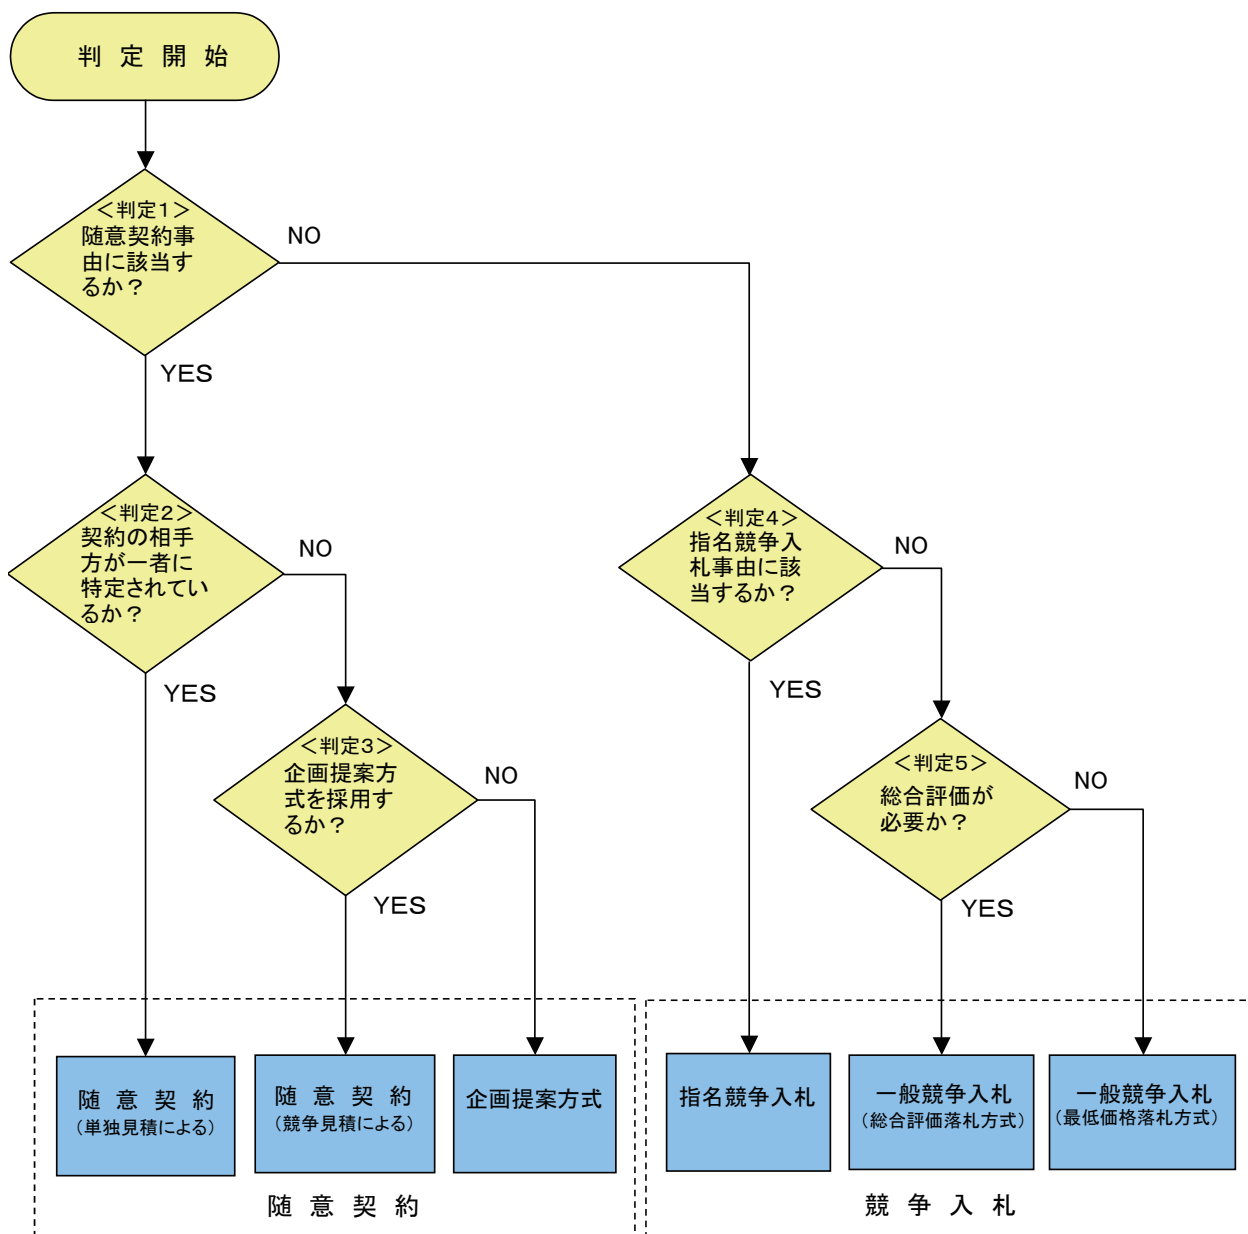 判定開始
＜判定1＞
随意契約事
由に該当す
るか？
NO
YES
＜判定2＞
契約の相手
方が一者に
特定されてい
るか？
NO
YES
＜判定3＞
企画提案方
式を採用す
るか？
NO
YES
＜判定4＞
指名競争入
札事由に該
当するか？
NO
YES
＜判定5＞
総合評価が
必要か？
NO
YES
随意契約
（単独見積による）
随意契約
（競争見積による）
企画提案方式
随意契約
指名競争入札
一般競争入札
（総合評価落札方式）
一般競争入札
（最低価格落札方式）
競争入札